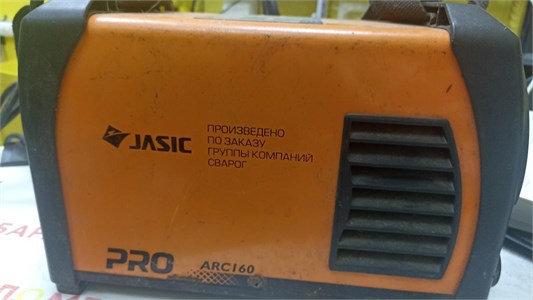 JASIC
ПРОИЗВЕДЕНО
ПО ЗАКАЗУ
ГРУППЫ КОМПАНИЙ
СВАРОГ
PRO
ARC160